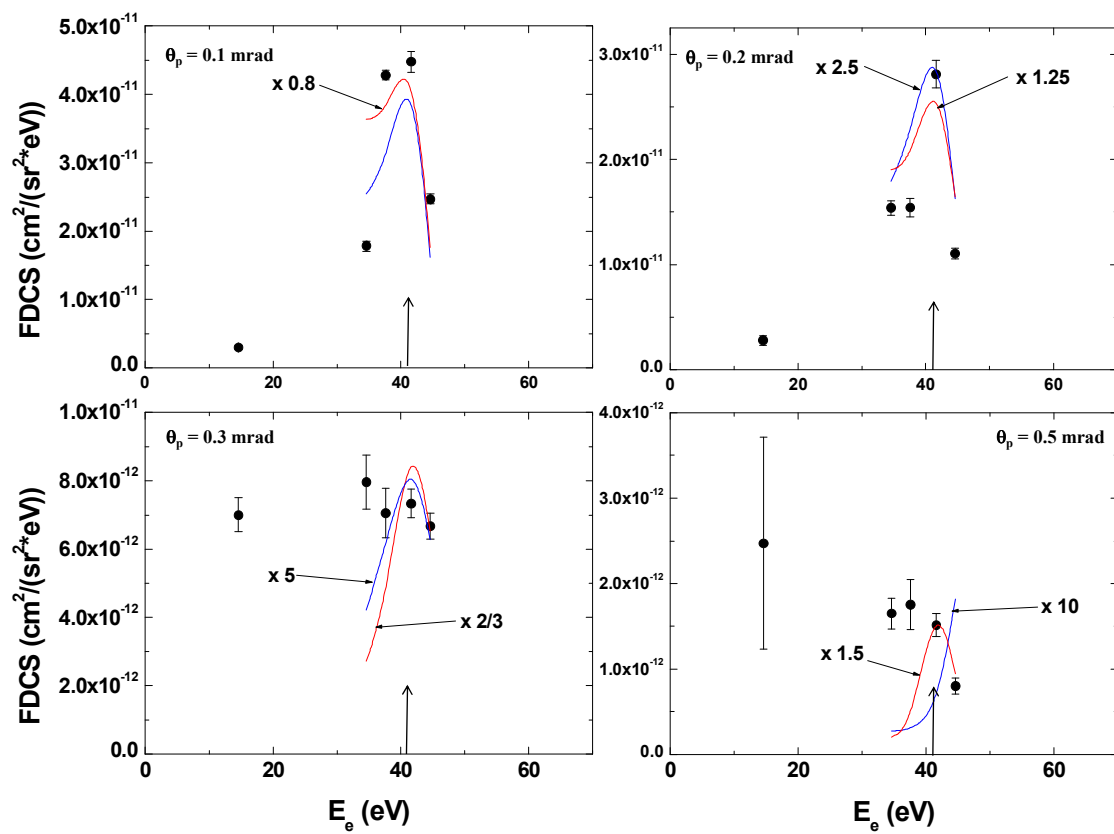 θp = 0.1 mrad
x 0.8
FDCS (cm²/(sr²*eV))
5.0x10⁻¹¹
4.0x10⁻¹¹
3.0x10⁻¹¹
2.0x10⁻¹¹
1.0x10⁻¹¹
0.0
0 20 40 60
θp = 0.2 mrad
x 2.5
x 1.25
3.0x10⁻¹¹
2.0x10⁻¹¹
1.0x10⁻¹¹
0.0
0 20 40 60
θp = 0.3 mrad
x 5
x 2/3
FDCS (cm²/(sr²*eV))
1.0x10⁻¹¹
8.0x10⁻¹²
6.0x10⁻¹²
4.0x10⁻¹²
2.0x10⁻¹²
0.0
0 20 40 60
Ee (eV)
θp = 0.5 mrad
x 10
x 1.5
4.0x10⁻¹²
3.0x10⁻¹²
2.0x10⁻¹²
1.0x10⁻¹²
0.0
0 20 40 60
Ee (eV)